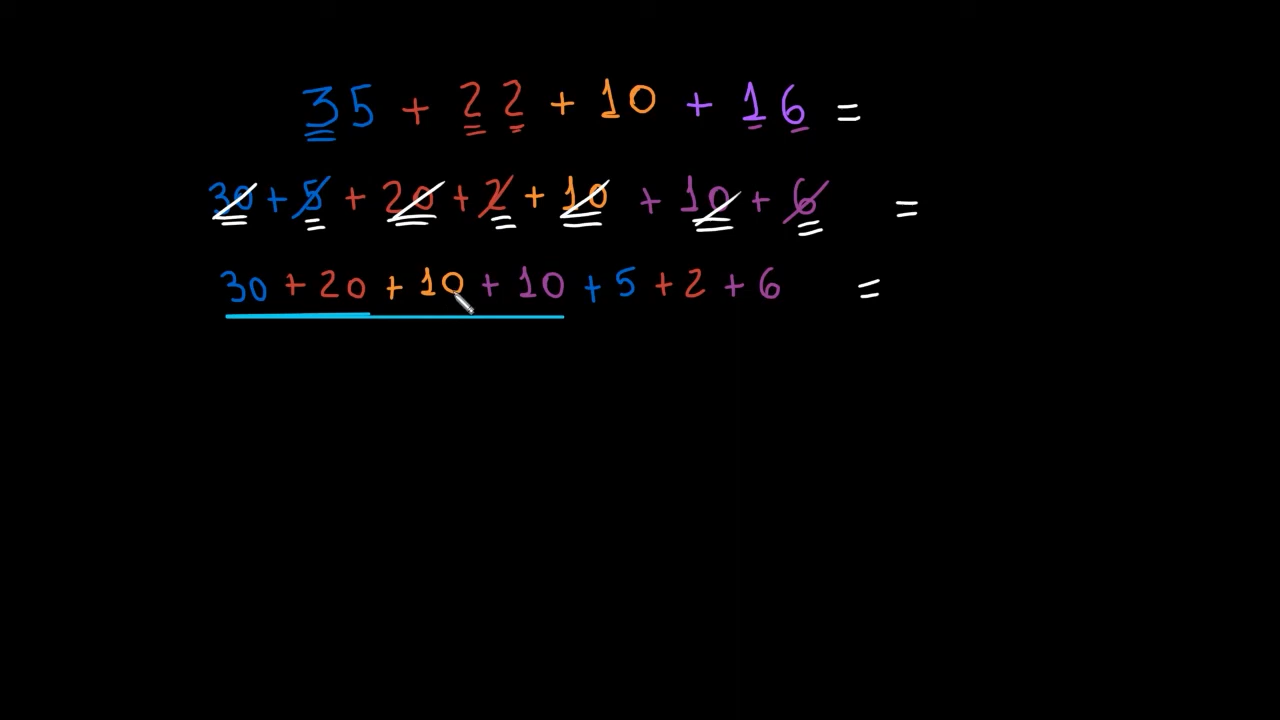 35 + 22 + 10 + 16 =
30 + 5 + 20 + 2 + 10 + 10 + 6 =
30 + 20 + 10 + 10 + 5 + 2 + 6 =